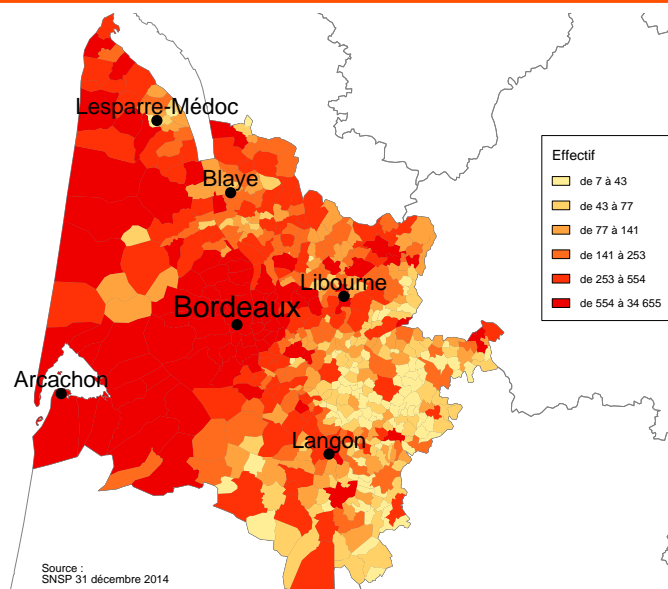 Lesparre-Médoc
Blaye
Libourne
Bordeaux
Arcachon
Langon
Effectif
de 7 à 43
de 43 à 77
de 77 à 141
de 141 à 253
de 253 à 554
de 554 à 34 655
Source :
SNSP 31 décembre 2014